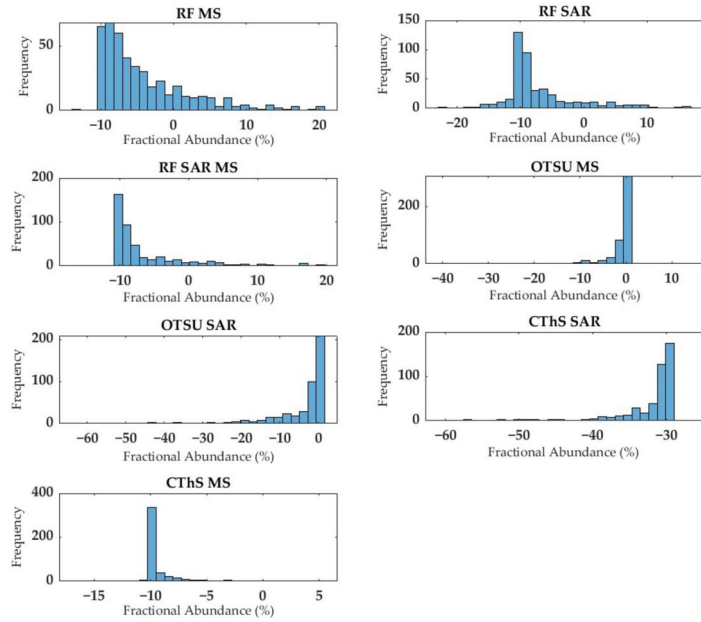 RF MS
50
0
Frequency
−10 0 10 20
Fractional Abundance (%)
RF SAR
150
100
50
0
Frequency
−20 −10 0 10
Fractional Abundance (%)
RF SAR MS
200
100
0
Frequency
−10 0 10 20
Fractional Abundance (%)
OTSU MS
200
0
Frequency
−40 −30 −20 −10 0 10
Fractional Abundance (%)
OTSU SAR
200
100
0
Frequency
−60 −50 −40 −30 −20 −10 0
Fractional Abundance (%)
CThS SAR
200
100
0
Frequency
−60 −50 −40 −30
Fractional Abundance (%)
CThS MS
400
200
0
Frequency
−15 −10 −5 0 5
Fractional Abundance (%)